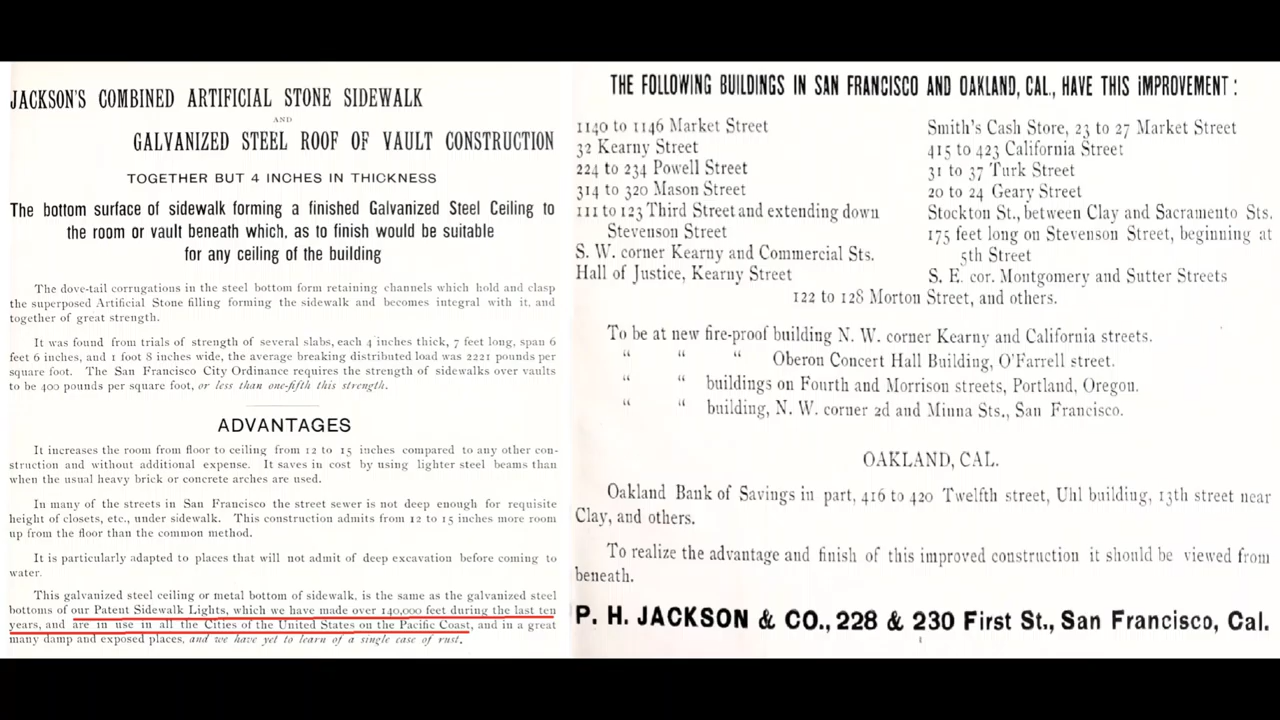 JACKSON'S COMBINED ARTIFICIAL STONE SIDEWALK
AND
GALVANIZED STEEL ROOF OF VAULT CONSTRUCTION
TOGETHER BUT 4 INCHES IN THICKNESS
The bottom surface of sidewalk forming a finished Galvanized Steel Ceiling to
the room or vault beneath which, as to finish would be suitable
for any ceiling of the building
The dove-tail corrugations in the steel bottom form retaining channels which hold and clasp
the superposed Artificial Stone filling forming the sidewalk and becomes integral with it, and
together of great strength.
It was found from trials of strength of several slabs, each 4 inches thick, 7 feet long, span 6
feet 6 inches, and 1 foot 8 inches wide, the average breaking distributed load was 2221 pounds per
square foot. The San Francisco City Ordinance requires the strength of sidewalks over vaults
to be 400 pounds per square foot, or less than one-fifth this strength.
ADVANTAGES
It increases the room from floor to ceiling from 12 to 15 inches compared to any other con-
struction and without additional expense. It saves in cost by using lighter steel beams than
when the usual heavy brick or concrete arches are used.
In many of the streets in San Francisco the street sewer is not deep enough for requisite
height of closets, etc., under sidewalk. This construction admits from 12 to 15 inches more room
up from the floor than the common method.
It is particularly adapted to places that will not admit of deep excavation before coming to
water.
This galvanized steel ceiling or metal bottom of sidewalk, is the same as the galvanized steel
bottoms of our Patent Sidewalk Lights, which we have made over 140,000 feet during the last ten
years, and are in use in all the Cities of the United States on the Pacific Coast, and in a great
many damp and exposed places, and we have yet to learn of a single case of rust.
THE FOLLOWING BUILDINGS IN SAN FRANCISCO AND OAKLAND, CAL., HAVE THIS IMPROVEMENT:
1140 to 1146 Market Street
32 Kearny Street
224 to 234 Powell Street
314 to 320 Mason Street
111 to 123 Third Street and extending down
Stevenson Street
S. W. corner Kearny and Commercial Sts.
Hall of Justice, Kearny Street
Smith's Cash Store, 23 to 27 Market Street
415 to 423 California Street
31 to 37 Turk Street
20 to 24 Geary Street
Stockton St., between Clay and Sacramento Sts.
175 feet long on Stevenson Street, beginning at
5th Street
S. E. cor. Montgomery and Sutter Streets
122 to 128 Morton Street, and others.
To be at new fire-proof building N. W. corner Kearny and California streets.
" " " Oberon Concert Hall Building, O'Farrell street.
" " buildings on Fourth and Morrison streets, Portland, Oregon.
" " building, N. W. corner 2d and Minna Sts., San Francisco.
OAKLAND, CAL.
Oakland Bank of Savings in part, 416 to 420 Twelfth street, Uhl building, 13th street near
Clay, and others.
To realize the advantage and finish of this improved construction it should be viewed from
beneath.
P. H. JACKSON & CO., 228 & 230 First St., San Francisco, Cal.